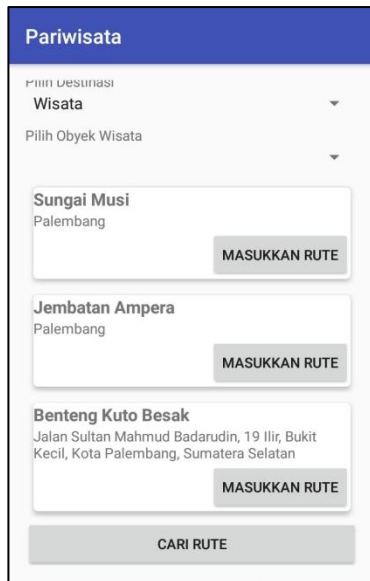 Pariwisata
Pilih Destinasi
Wisata
Pilih Obyek Wisata
Sungai Musi
Palembang
MASUKKAN RUTE
Jembatan Ampera
Palembang
MASUKKAN RUTE
Benteng Kuto Besak
Jalan Sultan Mahmud Badarudin, 19 Ilir, Bukit
Kecil, Kota Palembang, Sumatera Selatan
MASUKKAN RUTE
CARI RUTE